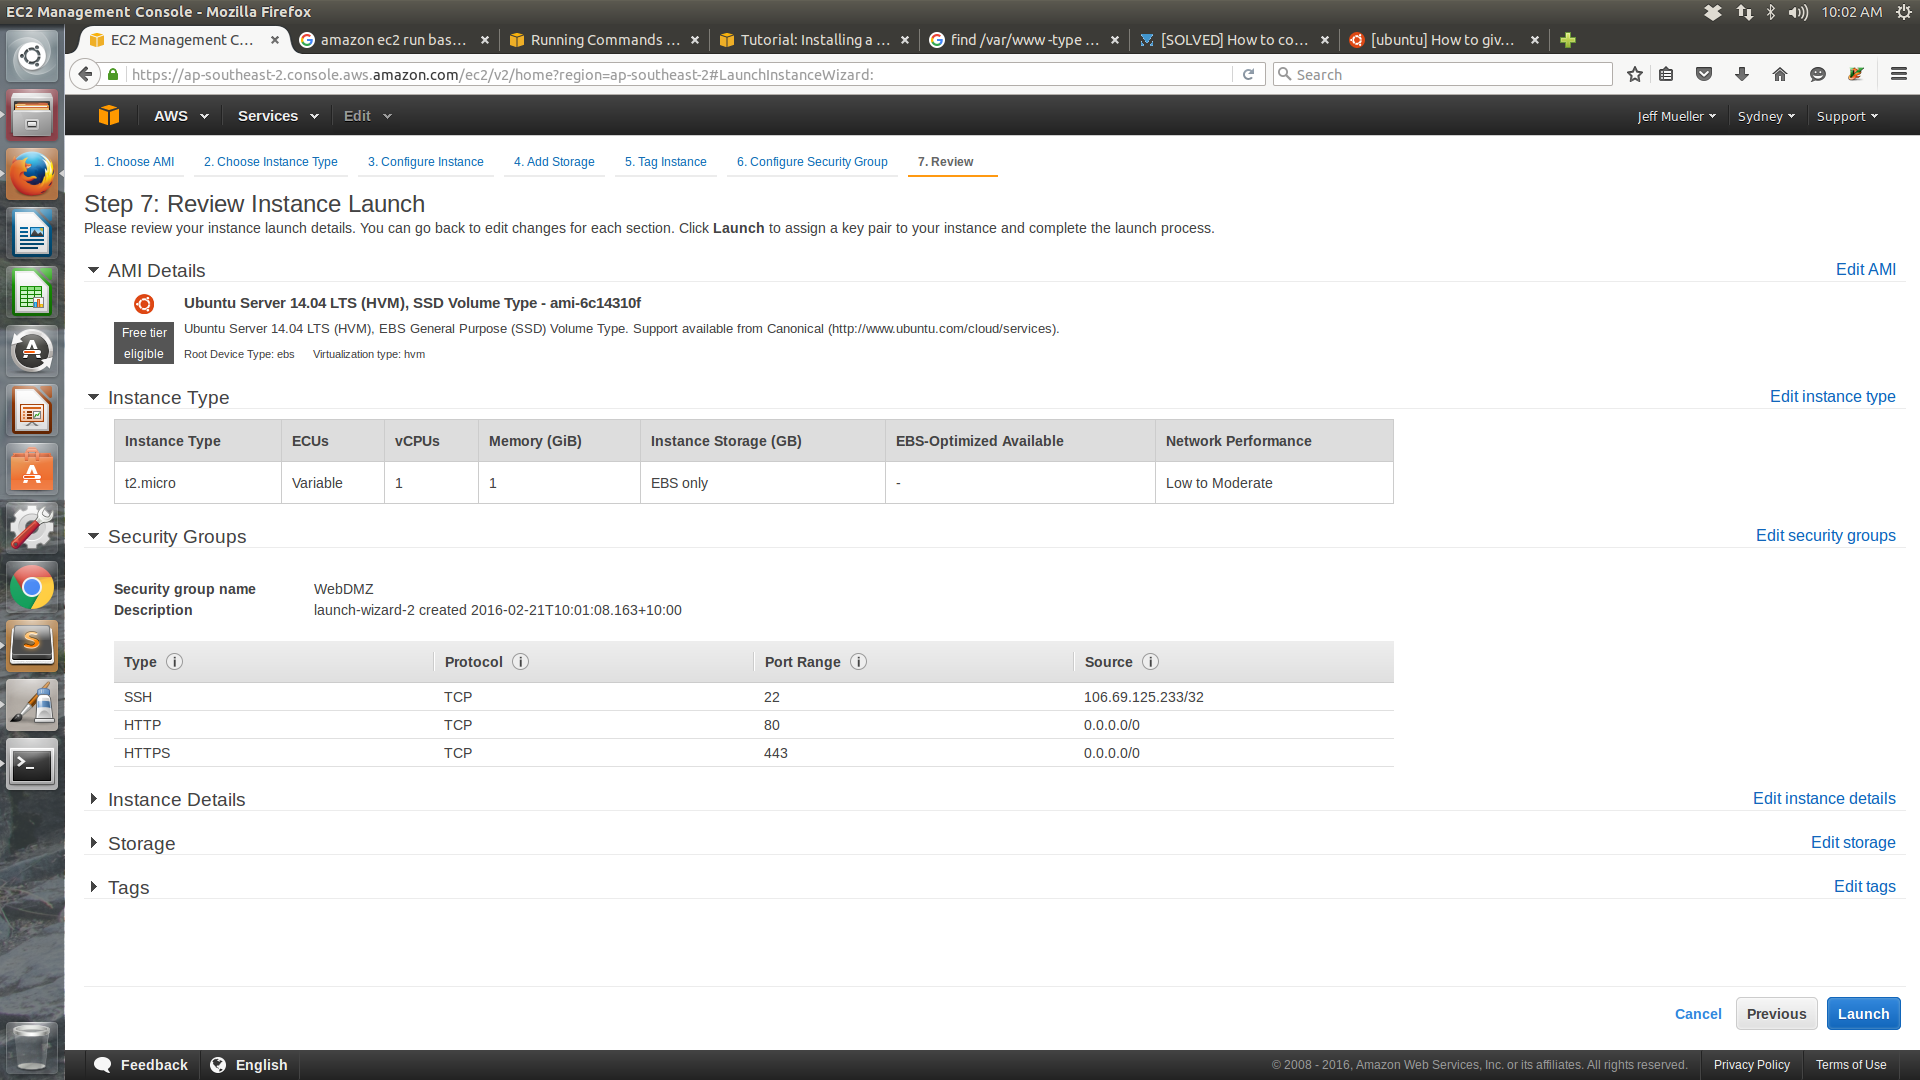 EC2 Management Console - Mozilla Firefox
10:02 AM
EC2 Management C...
amazon ec2 run bas...
Running Commands ...
Tutorial: Installing a ...
find /var/www -type ...
[SOLVED] How to co...
[ubuntu] How to giv...
https://ap-southeast-2.console.aws.amazon.com/ec2/v2/home?region=ap-southeast-2#LaunchInstanceWizard:
Search
AWS
Services
Edit
Jeff Mueller
Sydney
Support
1. Choose AMI
2. Choose Instance Type
3. Configure Instance
4. Add Storage
5. Tag Instance
6. Configure Security Group
7. Review
Step 7: Review Instance Launch
Please review your instance launch details. You can go back to edit changes for each section. Click Launch to assign a key pair to your instance and complete the launch process.
AMI Details
Edit AMI
Ubuntu Server 14.04 LTS (HVM), SSD Volume Type - ami-6c14310f
Free tier
eligible
Ubuntu Server 14.04 LTS (HVM), EBS General Purpose (SSD) Volume Type. Support available from Canonical (http://www.ubuntu.com/cloud/services).
Root Device Type: ebs Virtualization type: hvm
Instance Type
Edit instance type
Instance Type ECUs vCPUs Memory (GiB) Instance Storage (GB) EBS-Optimized Available Network Performance
t2.micro Variable 1 1 EBS only - Low to Moderate
Security Groups
Edit security groups
Security group name WebDMZ
Description launch-wizard-2 created 2016-02-21T10:01:08.163+10:00
Type Protocol Port Range Source
SSH TCP 22 106.69.125.233/32
HTTP TCP 80 0.0.0.0/0
HTTPS TCP 443 0.0.0.0/0
Instance Details
Edit instance details
Storage
Edit storage
Tags
Edit tags
Cancel
Previous
Launch
Feedback
English
© 2008 - 2016, Amazon Web Services, Inc. or its affiliates. All rights reserved.
Privacy Policy
Terms of Use